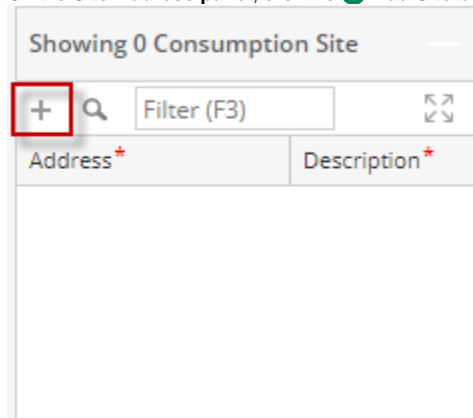 Showing 0 Consumption Site
+ Filter (F3)
Address* Description*